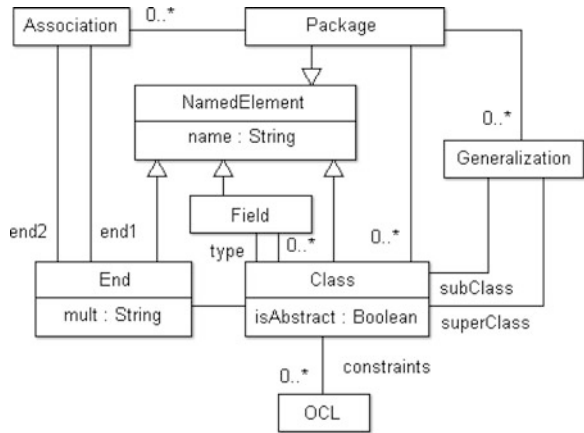 Association
0..*
Package
NamedElement
name : String
0..*
Generalization
Field
end2
end1
type
0..*
0..*
End
mult : String
Class
isAbstract : Boolean
subClass
superClass
constraints
0..*
OCL